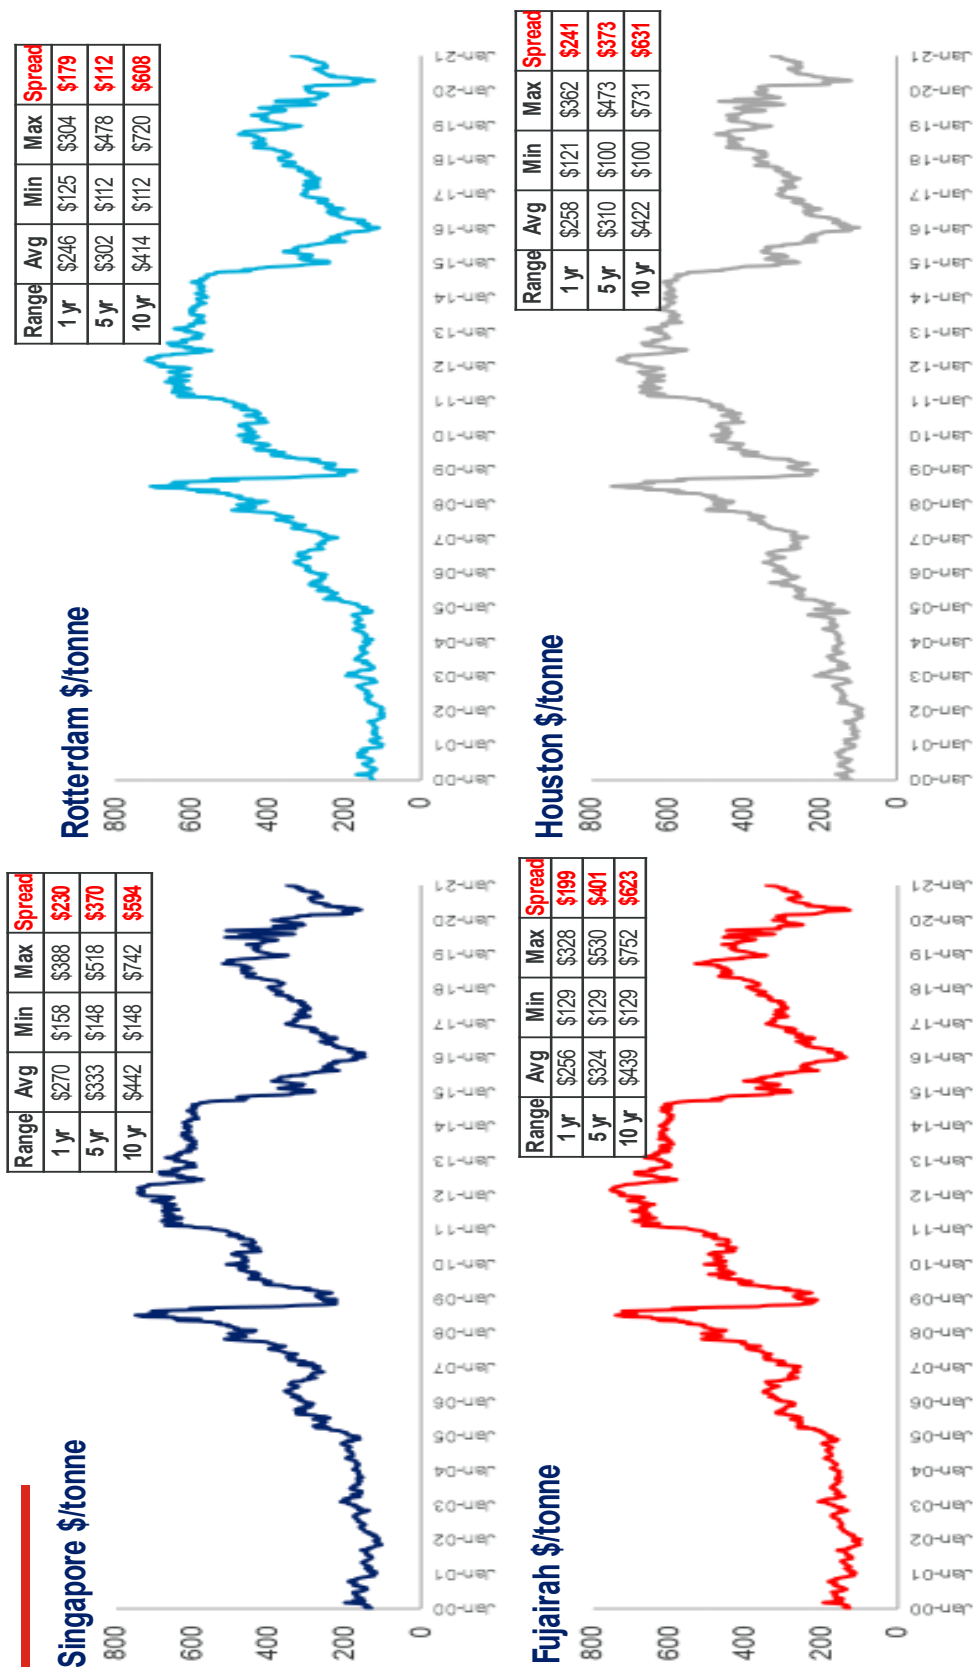 Singapore $/tonne
Range Avg Min Max Spread
1 yr $270 $158 $388 $230
5 yr $333 $148 $518 $370
10 yr $442 $148 $742 $594
800
600
400
200
0
Jan-00 Jan-01 Jan-02 Jan-03 Jan-04 Jan-05 Jan-06 Jan-07 Jan-08 Jan-09 Jan-10 Jan-11 Jan-12 Jan-13 Jan-14 Jan-15 Jan-16 Jan-17 Jan-18 Jan-19 Jan-20 Jan-21
Rotterdam $/tonne
Range Avg Min Max Spread
1 yr $246 $125 $304 $179
5 yr $302 $112 $478 $112
10 yr $414 $112 $720 $608
800
600
400
200
0
Jan-00 Jan-01 Jan-02 Jan-03 Jan-04 Jan-05 Jan-06 Jan-07 Jan-08 Jan-09 Jan-10 Jan-11 Jan-12 Jan-13 Jan-14 Jan-15 Jan-16 Jan-17 Jan-18 Jan-19 Jan-20 Jan-21
Fujairah $/tonne
Range Avg Min Max Spread
1 yr $256 $129 $328 $199
5 yr $324 $129 $530 $401
10 yr $439 $129 $752 $623
800
600
400
200
0
Jan-00 Jan-01 Jan-02 Jan-03 Jan-04 Jan-05 Jan-06 Jan-07 Jan-08 Jan-09 Jan-10 Jan-11 Jan-12 Jan-13 Jan-14 Jan-15 Jan-16 Jan-17 Jan-18 Jan-19 Jan-20 Jan-21
Houston $/tonne
Range Avg Min Max Spread
1 yr $258 $121 $362 $241
5 yr $310 $100 $473 $373
10 yr $422 $100 $731 $631
800
600
400
200
0
Jan-00 Jan-01 Jan-02 Jan-03 Jan-04 Jan-05 Jan-06 Jan-07 Jan-08 Jan-09 Jan-10 Jan-11 Jan-12 Jan-13 Jan-14 Jan-15 Jan-16 Jan-17 Jan-18 Jan-19 Jan-20 Jan-21